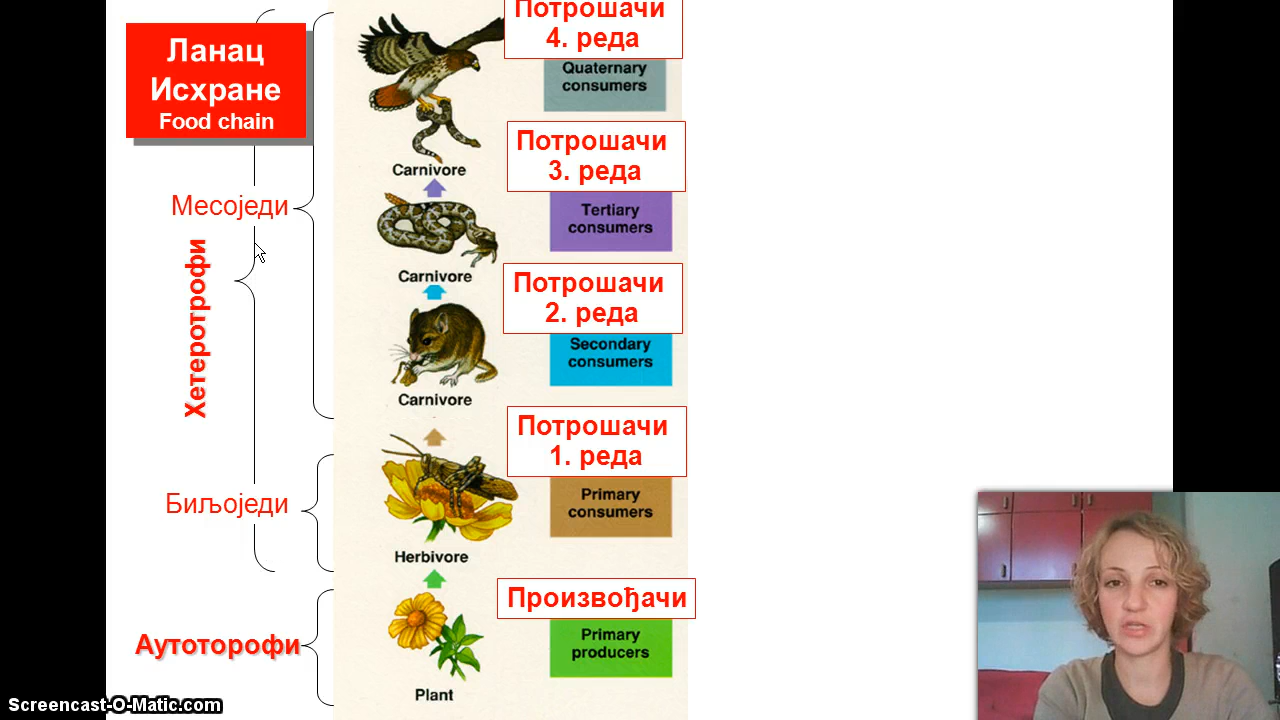 Ланац
Исхране
Food chain
Месоједи
Хетеротрофи
Биљоједи
Аутоторофи
Потрошачи
4. реда
Quaternary
consumers
Carnivore
Потрошачи
3. реда
Tertiary
consumers
Carnivore
Потрошачи
2. реда
Secondary
consumers
Carnivore
Потрошачи
1. реда
Primary
consumers
Herbivore
Произвођачи
Primary
producers
Plant
Screencast-O-Matic.com